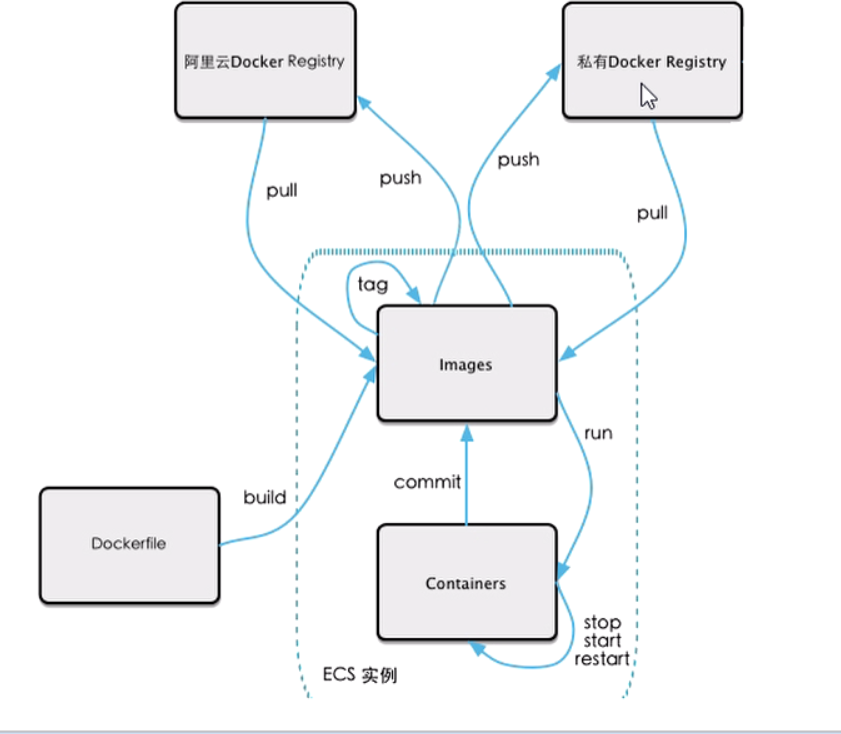 阿里云Docker Registry
私有Docker Registry
pull
push
push
pull
tag
Images
run
build
commit
Dockerfile
Containers
stop
start
restart
ECS 实例